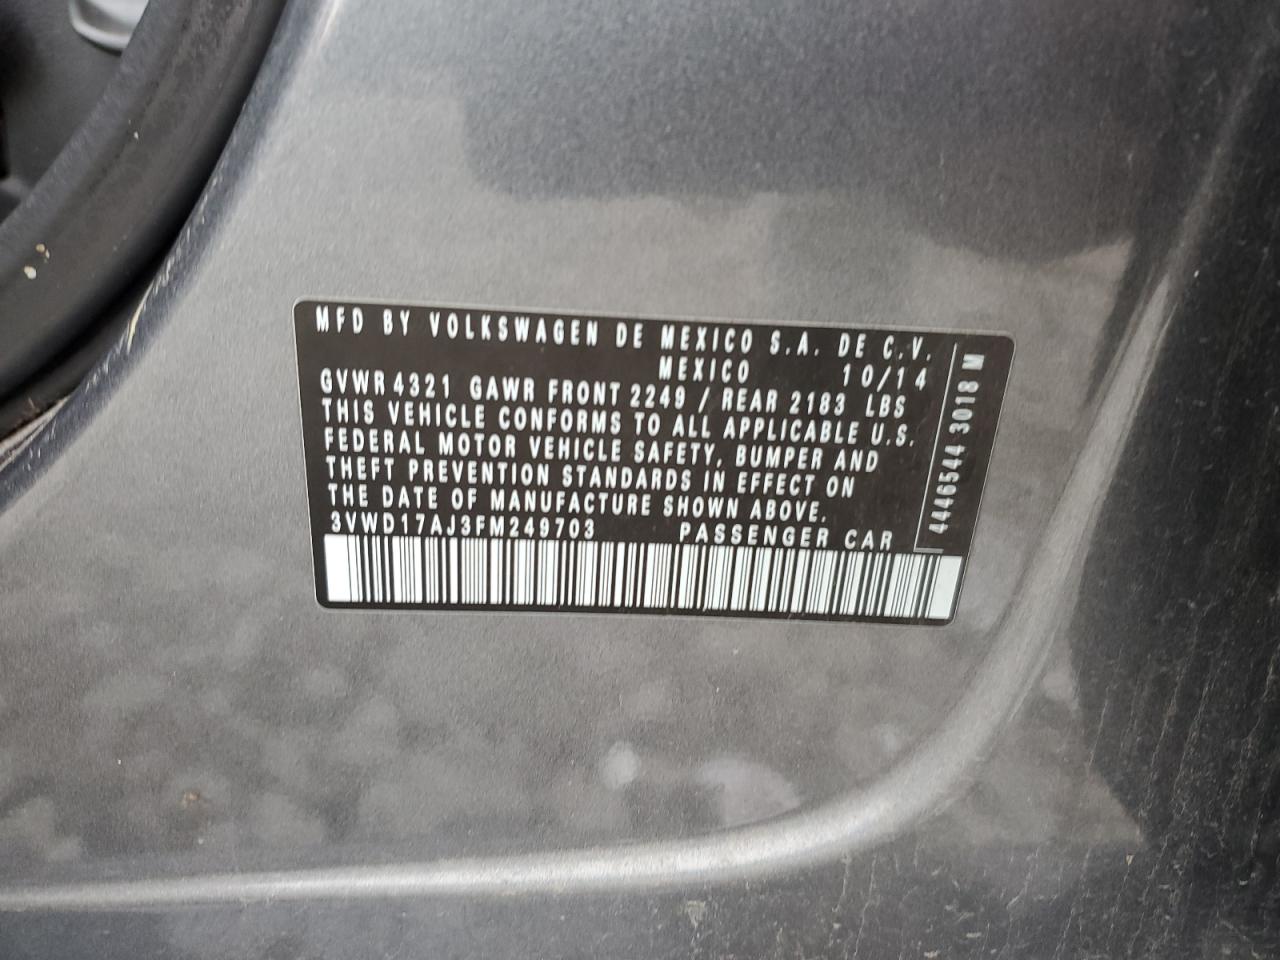 MFD BY VOLKSWAGEN DE MEXICO S.A. DE C.V.
MEXICO 10/14
GVWR 4321 GAWR FRONT 2249 / REAR 2183 LBS
THIS VEHICLE CONFORMS TO ALL APPLICABLE U.S.
FEDERAL MOTOR VEHICLE SAFETY, BUMPER AND
THEFT PREVENTION STANDARDS IN EFFECT ON
THE DATE OF MANUFACTURE SHOWN ABOVE.
3VWD17AJ3FM249703 PASSENGER CAR
4446544 3018 M